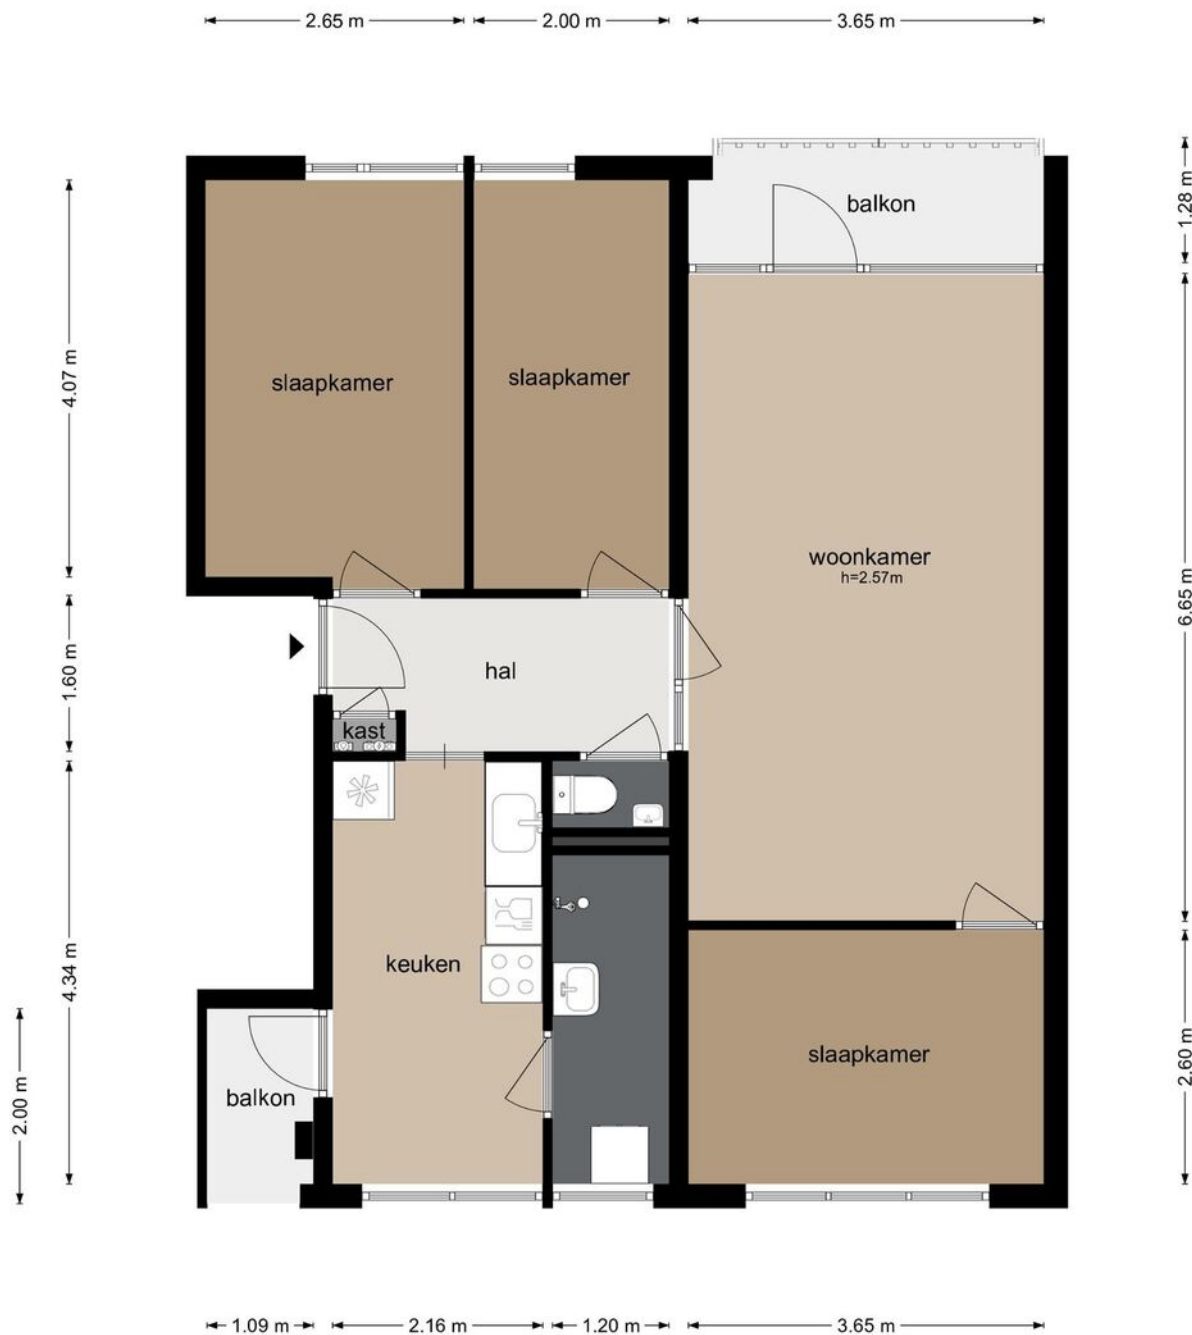 2.65 m
2.00 m
3.65 m
1.28 m
balkon
4.07 m
slaapkamer
slaapkamer
woonkamer
h=2.57m
6.65 m
1.60 m
hal
kast
4.34 m
keuken
slaapkamer
2.60 m
2.00 m
balkon
1.09 m
2.16 m
1.20 m
3.65 m